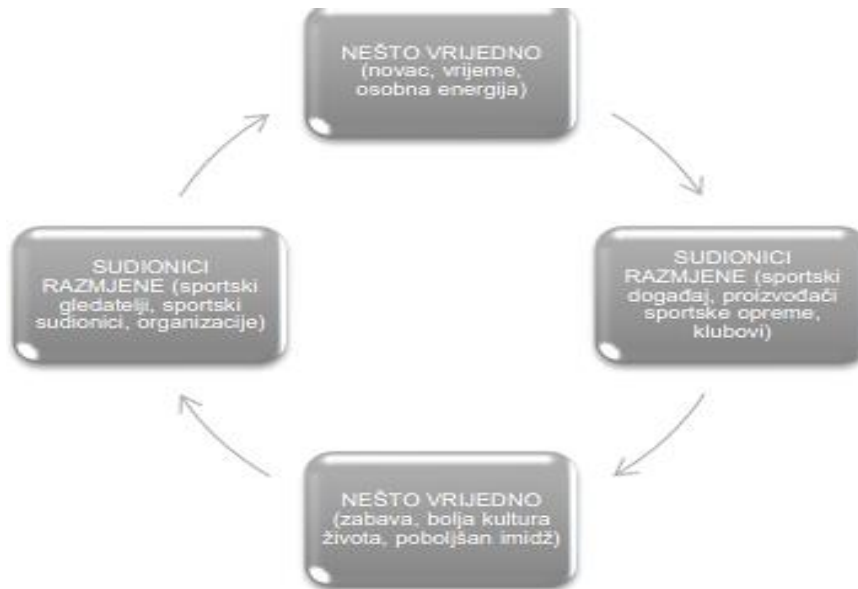 NEŠTO VRIJEDNO
(novac, vrijeme,
osobna energija)
SUDIONICI
RAZMJENE (sportski
gledatelji, sportski
sudionici, organizacije)
SUDIONICI
RAZMJENE (sportski
događaj, proizvođači
sportske opreme,
klubovi)
NEŠTO VRIJEDNO
(zabava, bolja kultura
života, poboljšan imidž)